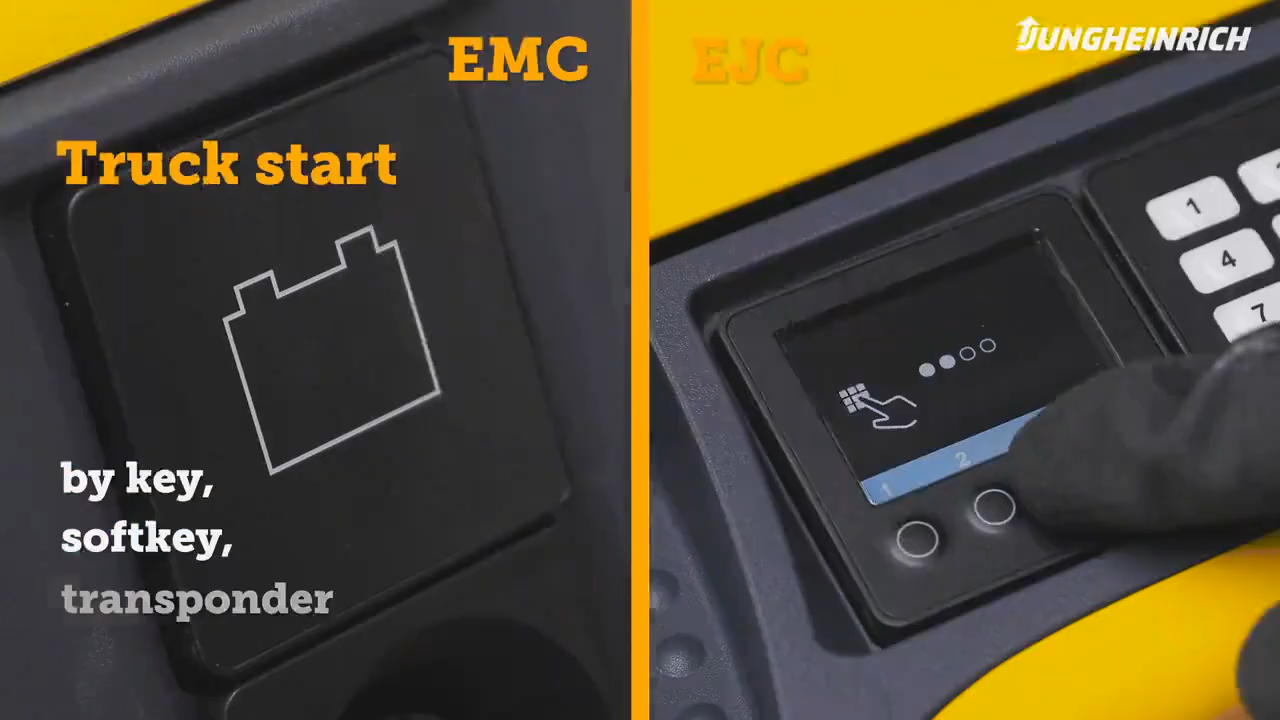 EMC
EJC
JUNGHEINRICH
Truck start
by key,
softkey,
transponder
1
4
7
1
2